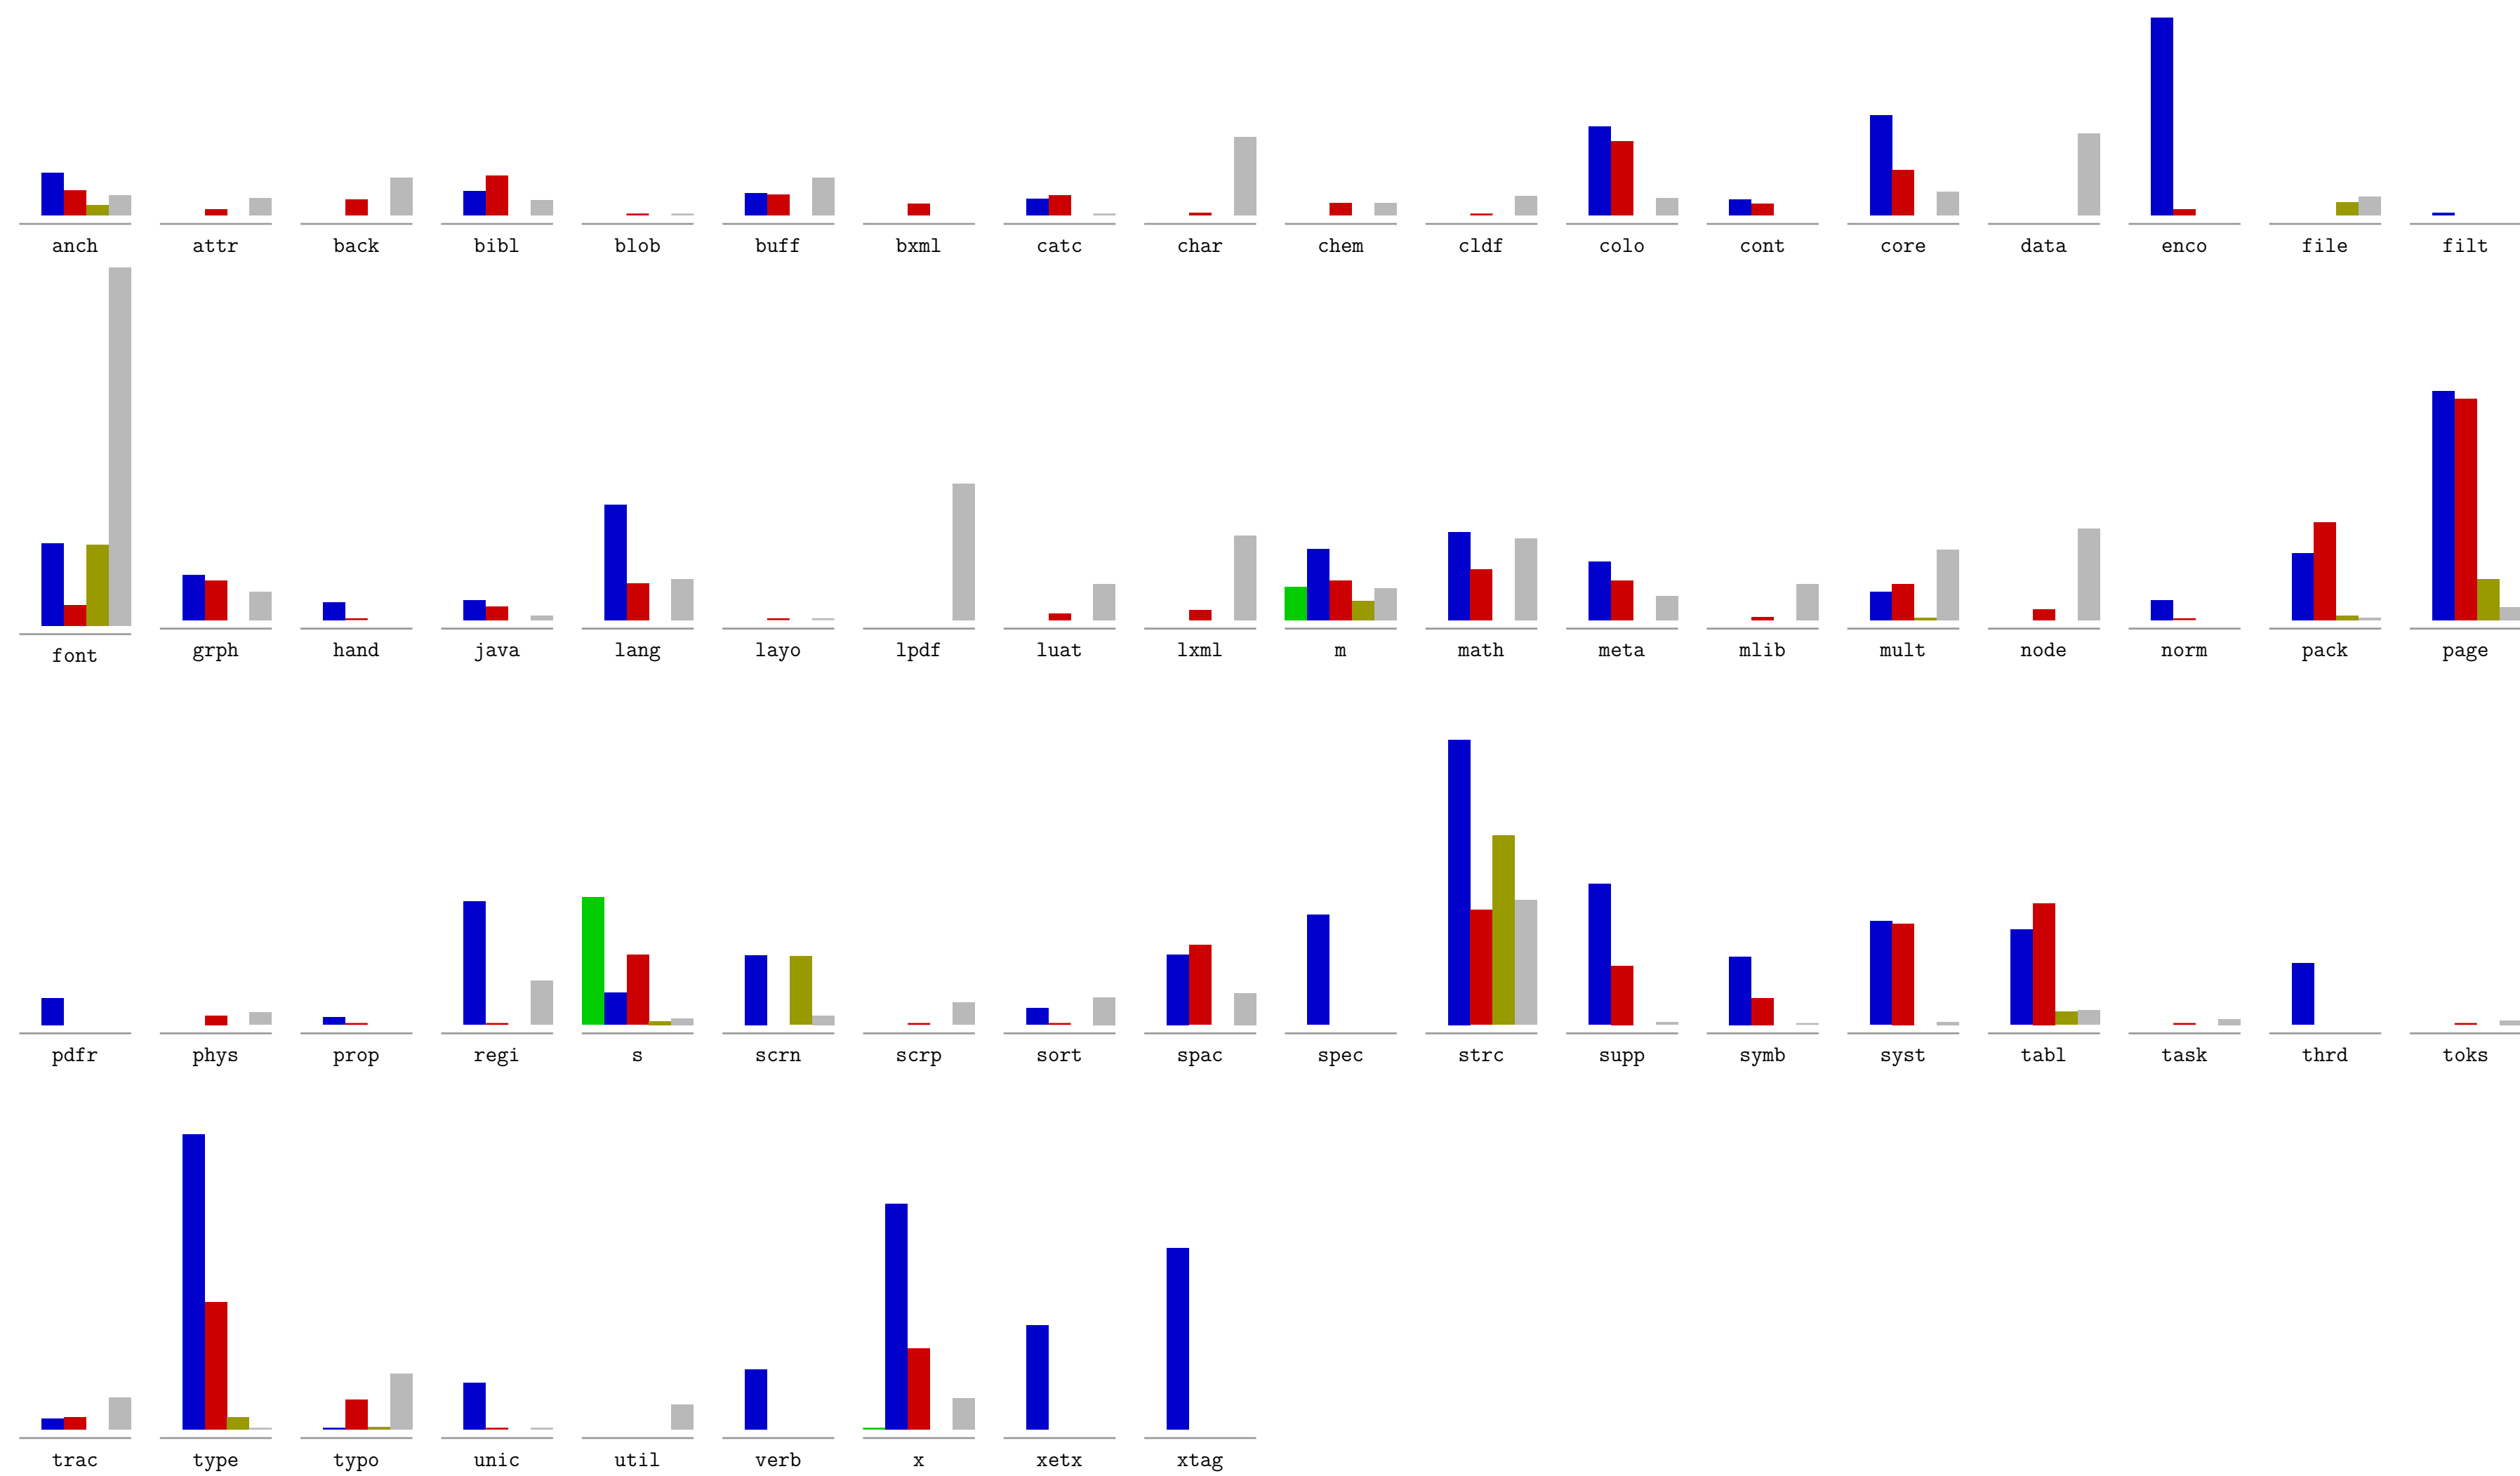 anch attr back bibl blob buff bxml catc char chem cldf colo cont core data enco file filt
font grph hand java lang layo lpdf luat lxml m math meta mlib mult node norm pack page
pdfr phys prop regi s scrn scrp sort spac spec strc supp symb syst tabl task thrd toks
trac type typo unic util verb x xetx xtag